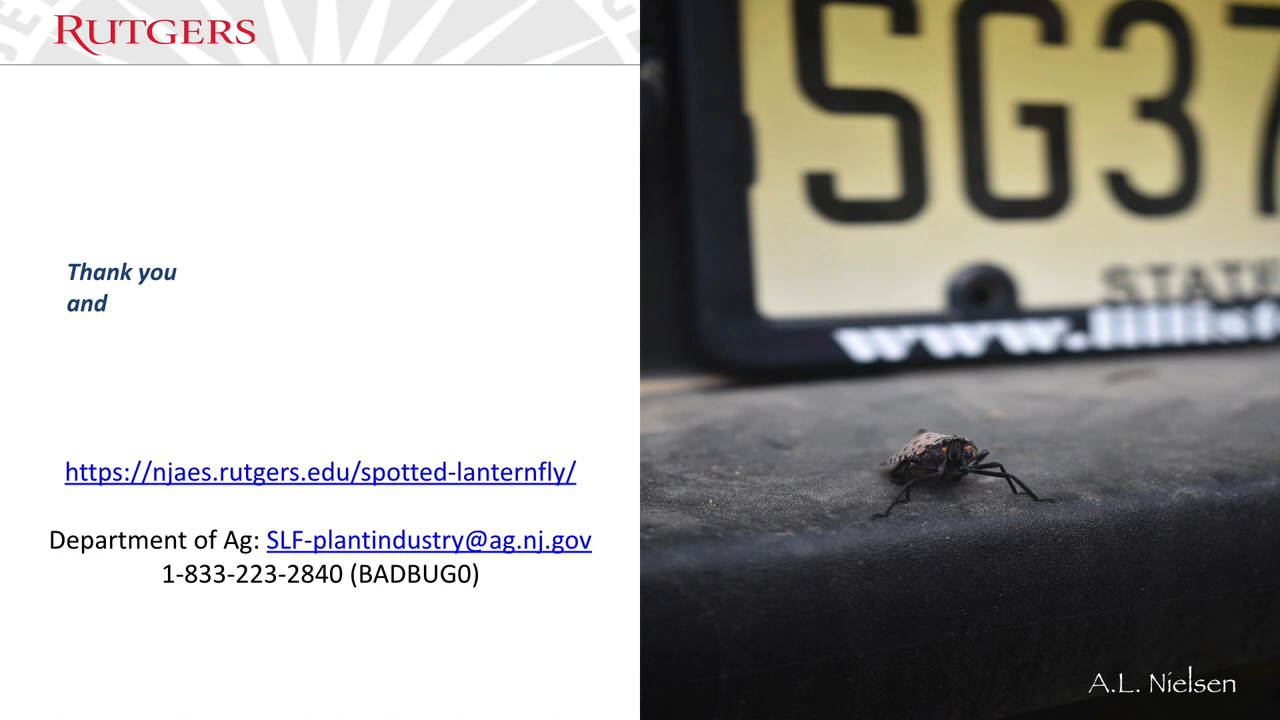 RUTGERS
Thank you
and
https://njaes.rutgers.edu/spotted-lanternfly/
Department of Ag: SLF-plantindustry@ag.nj.gov
1-833-223-2840 (BADBUG0)
SG37
STATE
www.
A.L. Nielsen